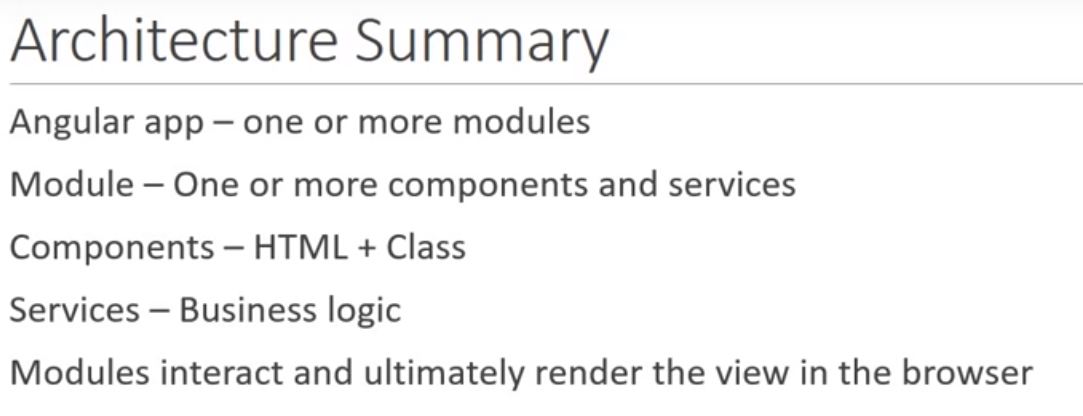 Architecture Summary
Angular app – one or more modules
Module – One or more components and services
Components – HTML + Class
Services – Business logic
Modules interact and ultimately render the view in the browser